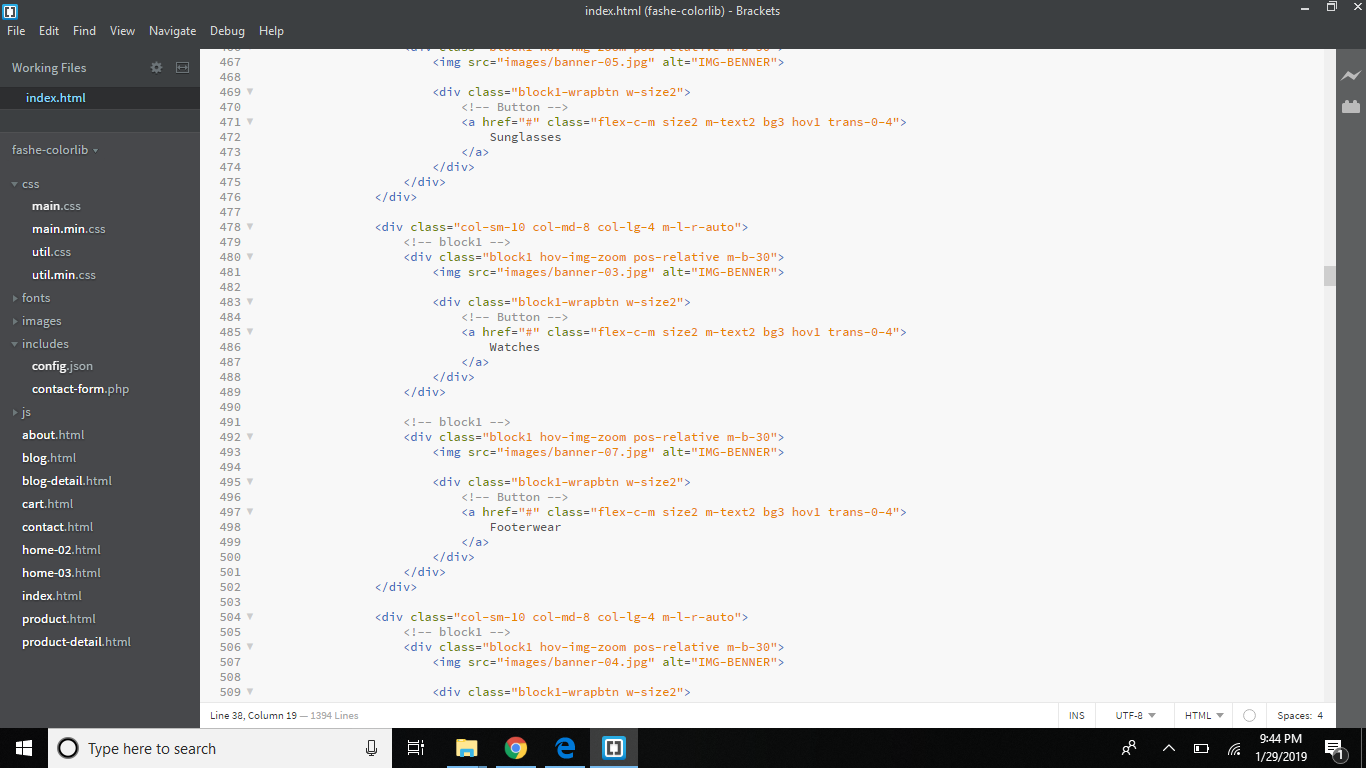 index.html (fashe-colorlib) - Brackets
File Edit Find View Navigate Debug Help
Working Files
index.html
fashe-colorlib
css
main.css
main.min.css
util.css
util.min.css
fonts
images
includes
config.json
contact-form.php
js
about.html
blog.html
blog-detail.html
cart.html
contact.html
home-02.html
home-03.html
index.html
product.html
product-detail.html
467 <img src="images/banner-05.jpg" alt="IMG-BENNER">
468
469 <div class="block1-wrapbtn w-size2">
470 <!-- Button -->
471 <a href="#" class="flex-c-m size2 m-text2 bg3 hov1 trans-0-4">
472 Sunglasses
473 </a>
474 </div>
475 </div>
476 </div>
477
478 <div class="col-sm-10 col-md-8 col-lg-4 m-l-r-auto">
479 <!-- block1 -->
480 <div class="block1 hov-img-zoom pos-relative m-b-30">
481 <img src="images/banner-03.jpg" alt="IMG-BENNER">
482
483 <div class="block1-wrapbtn w-size2">
484 <!-- Button -->
485 <a href="#" class="flex-c-m size2 m-text2 bg3 hov1 trans-0-4">
486 Watches
487 </a>
488 </div>
489 </div>
490
491 <!-- block1 -->
492 <div class="block1 hov-img-zoom pos-relative m-b-30">
493 <img src="images/banner-07.jpg" alt="IMG-BENNER">
494
495 <div class="block1-wrapbtn w-size2">
496 <!-- Button -->
497 <a href="#" class="flex-c-m size2 m-text2 bg3 hov1 trans-0-4">
498 Footerwear
499 </a>
500 </div>
501 </div>
502 </div>
503
504 <div class="col-sm-10 col-md-8 col-lg-4 m-l-r-auto">
505 <!-- block1 -->
506 <div class="block1 hov-img-zoom pos-relative m-b-30">
507 <img src="images/banner-04.jpg" alt="IMG-BENNER">
508
509 <div class="block1-wrapbtn w-size2">
Line 38, Column 19 — 1394 Lines
INS UTF-8 HTML Spaces: 4
Type here to search
9:44 PM
1/29/2019
1